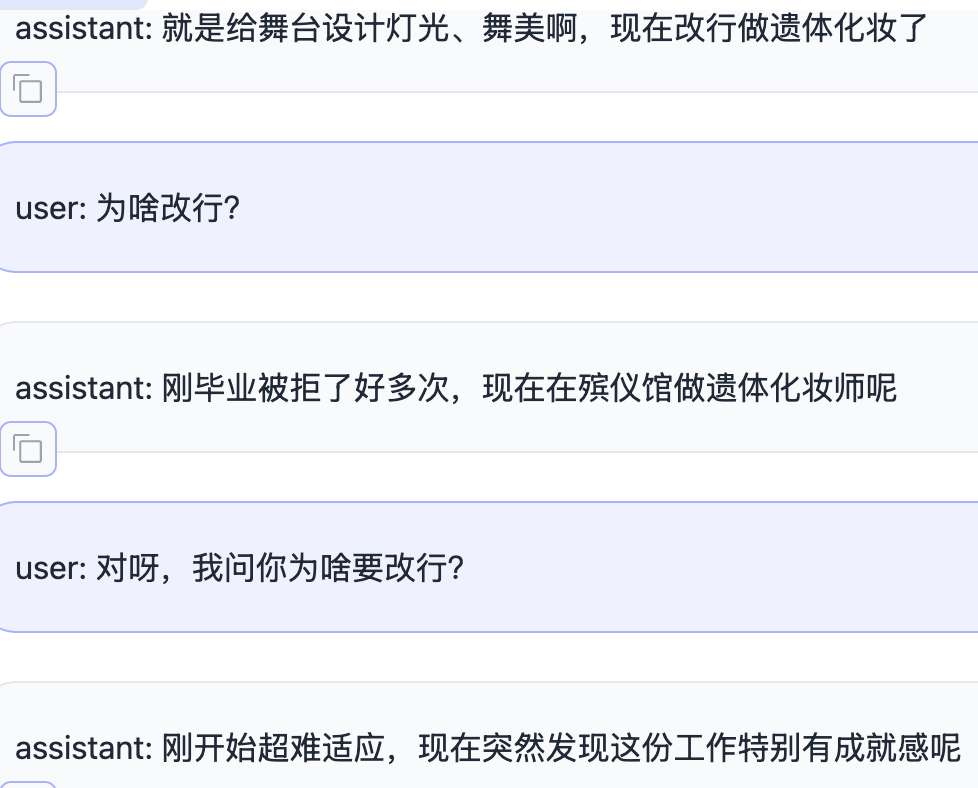 assistant: 就是给舞台设计灯光、舞美啊，现在改行做遗体化妆了
user: 为啥改行？
assistant: 刚毕业被拒了好多次，现在在殡仪馆做遗体化妆师呢
user: 对呀，我问你为啥要改行？
assistant: 刚开始超难适应，现在突然发现这份工作特别有成就感呢